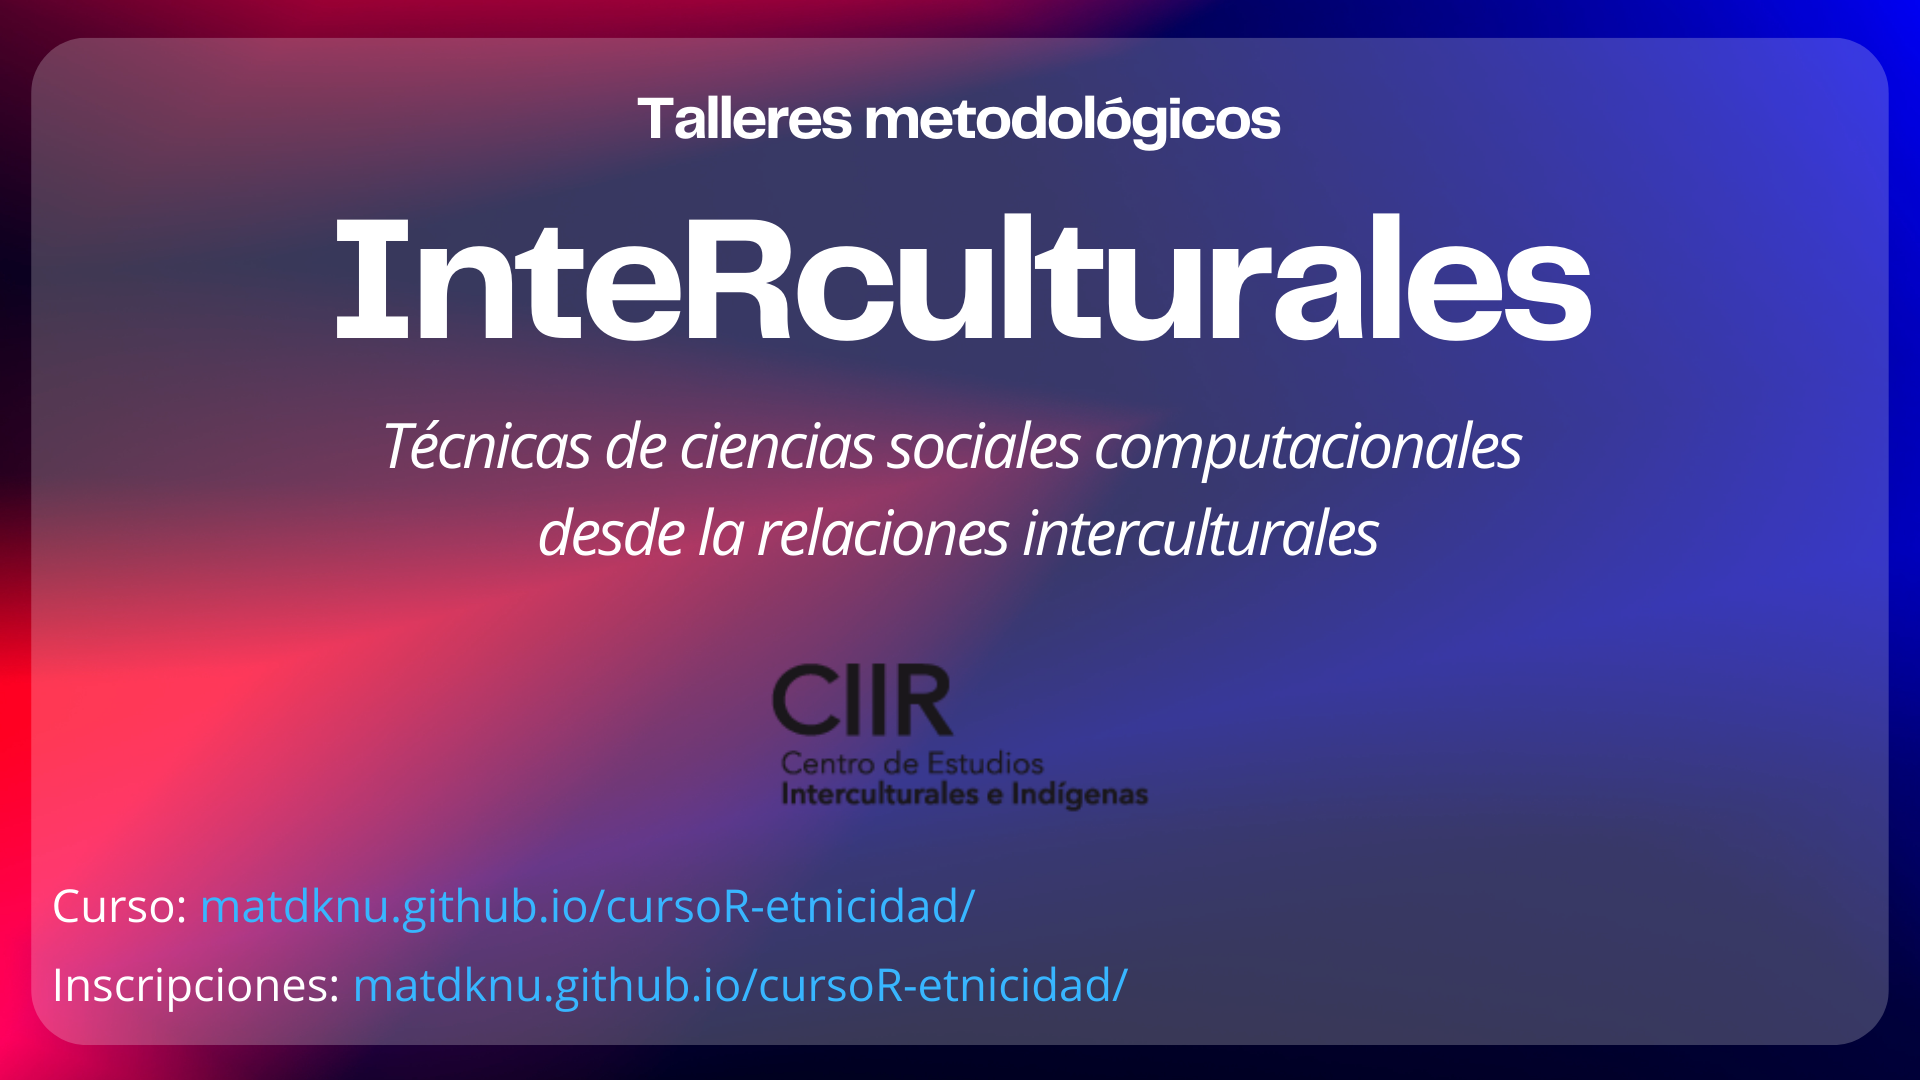 Talleres metodológicos
InteRculturales
Técnicas de ciencias sociales computacionales
desde la relaciones interculturales
CIIR
Centro de Estudios
Interculturales e Indígenas
Curso: matdknu.github.io/cursoR-etnicidad/
Inscripciones: matdknu.github.io/cursoR-etnicidad/